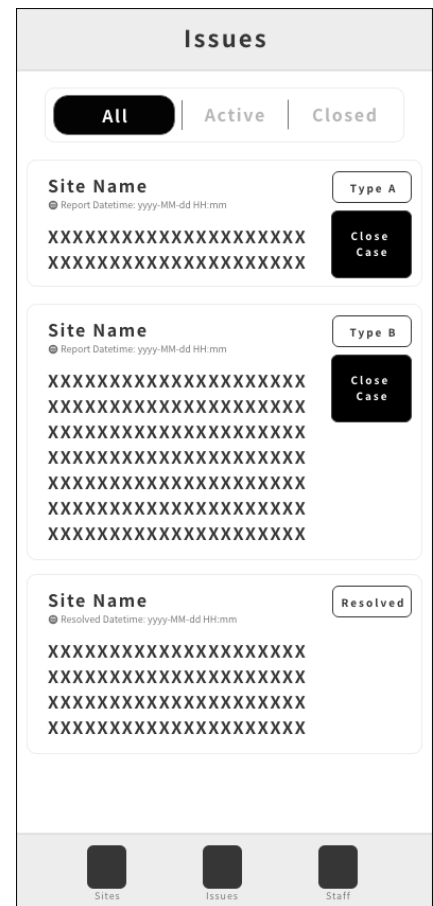 Issues
All
Active
Closed
Site Name
Type A
Report Datetime: yyyy-MM-dd HH:mm
XXXXXXXXXXXXXXXXXXXXX
XXXXXXXXXXXXXXXXXXXXX
Close
Case
Site Name
Type B
Report Datetime: yyyy-MM-dd HH:mm
XXXXXXXXXXXXXXXXXXXXX
XXXXXXXXXXXXXXXXXXXXX
XXXXXXXXXXXXXXXXXXXXX
XXXXXXXXXXXXXXXXXXXXX
XXXXXXXXXXXXXXXXXXXXX
XXXXXXXXXXXXXXXXXXXXX
XXXXXXXXXXXXXXXXXXXXX
Close
Case
Site Name
Resolved
Resolved Datetime: yyyy-MM-dd HH:mm
XXXXXXXXXXXXXXXXXXXXX
XXXXXXXXXXXXXXXXXXXXX
XXXXXXXXXXXXXXXXXXXXX
XXXXXXXXXXXXXXXXXXXXX
Sites
Issues
Staff